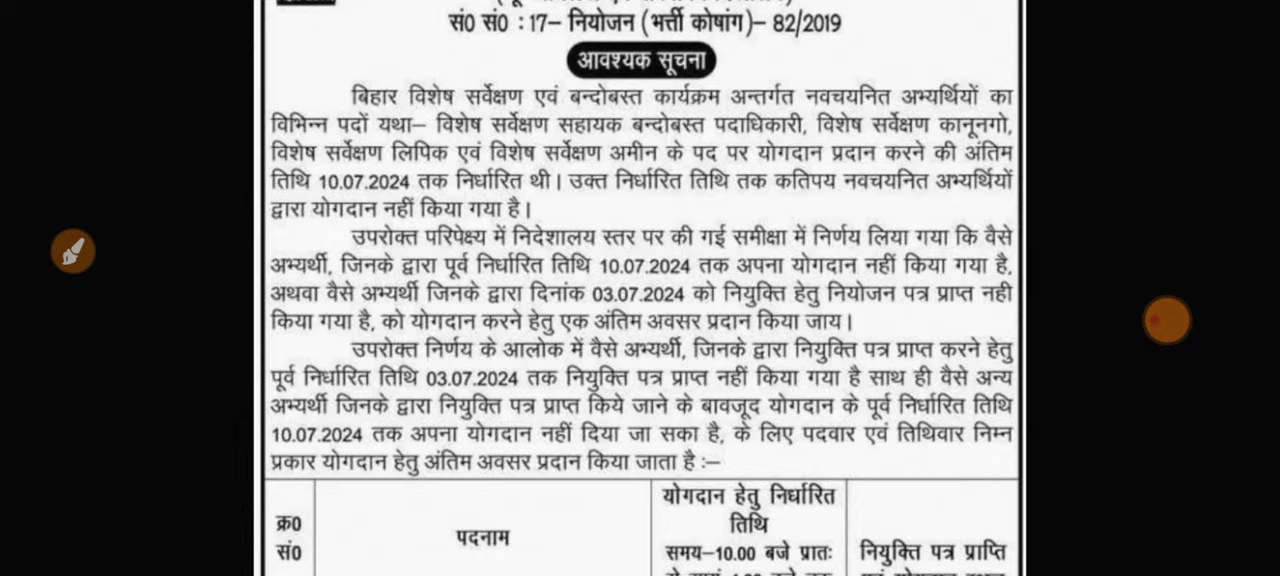 सं0 सं0 : 17– नियोजन (भर्त्ती कोषांग)– 82/2019
आवश्यक सूचना
बिहार विशेष सर्वेक्षण एवं बन्दोबस्त कार्यक्रम अन्तर्गत नवचयनित अभ्यर्थियों का
विभिन्न पदों यथा– विशेष सर्वेक्षण सहायक बन्दोबस्त पदाधिकारी, विशेष सर्वेक्षण कानूनगो,
विशेष सर्वेक्षण लिपिक एवं विशेष सर्वेक्षण अमीन के पद पर योगदान प्रदान करने की अंतिम
तिथि 10.07.2024 तक निर्धारित थी। उक्त निर्धारित तिथि तक कतिपय नवचयनित अभ्यर्थियों
द्वारा योगदान नहीं किया गया है।
उपरोक्त परिपेक्ष्य में निदेशालय स्तर पर की गई समीक्षा में निर्णय लिया गया कि वैसे
अभ्यर्थी, जिनके द्वारा पूर्व निर्धारित तिथि 10.07.2024 तक अपना योगदान नहीं किया गया है,
अथवा वैसे अभ्यर्थी जिनके द्वारा दिनांक 03.07.2024 को नियुक्ति हेतु नियोजन पत्र प्राप्त नही
किया गया है, को योगदान करने हेतु एक अंतिम अवसर प्रदान किया जाय।
उपरोक्त निर्णय के आलोक में वैसे अभ्यर्थी, जिनके द्वारा नियुक्ति पत्र प्राप्त करने हेतु
पूर्व निर्धारित तिथि 03.07.2024 तक नियुक्ति पत्र प्राप्त नहीं किया गया है साथ ही वैसे अन्य
अभ्यर्थी जिनके द्वारा नियुक्ति पत्र प्राप्त किये जाने के बावजूद योगदान के पूर्व निर्धारित तिथि
10.07.2024 तक अपना योगदान नहीं दिया जा सका है, के लिए पदवार एवं तिथिवार निम्न
प्रकार योगदान हेतु अंतिम अवसर प्रदान किया जाता है :–
क्र0
सं0
पदनाम
योगदान हेतु निर्धारित
तिथि
समय–10.00 बजे प्रातः
नियुक्ति पत्र प्राप्ति